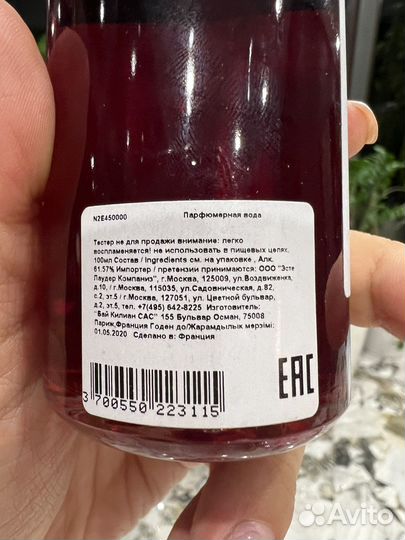 N2E450000 Парфюмерная вода
Тестер не для продажи внимание: легко
воспламеняется! не использовать в пищевых целях,
100мл Состав / Ingredients см. на упаковке , Алк.
61.57% Импортер / претензии принимаются: ООО "Эсте
Лаудер Компаниз", г.Москва, 125009, ул.Воздвиженка,
д.10, / г.Москва, 115035, ул.Садовническая, д.82,
с.2, эт.5 / г.Москва, 127051, ул. Цветной бульвар,
д.2, эт.5, тел.+7(495) 642-8225 Изготовитель:
"Бай Килиан САС" 155 Бульвар Осман, 75008
Париж,Франция Годен до/Жарамдылык мерзімі:
01.05.2020 Сделано в: Франция
3 700550 223115
EAC
Avito